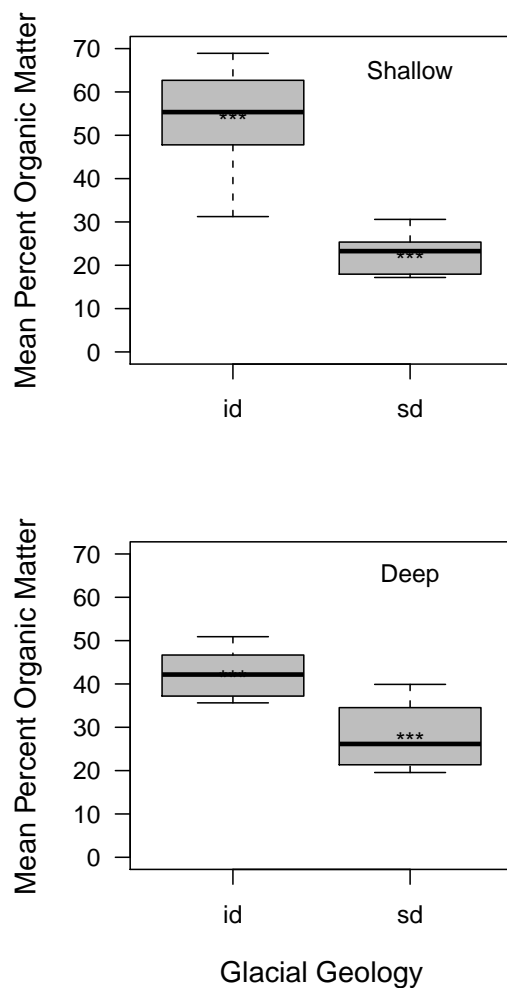 Mean Percent Organic Matter
70
60
50
40
30
20
10
0
Shallow
***
***
id sd
Mean Percent Organic Matter
70
60
50
40
30
20
10
0
Deep
***
***
id sd
Glacial Geology